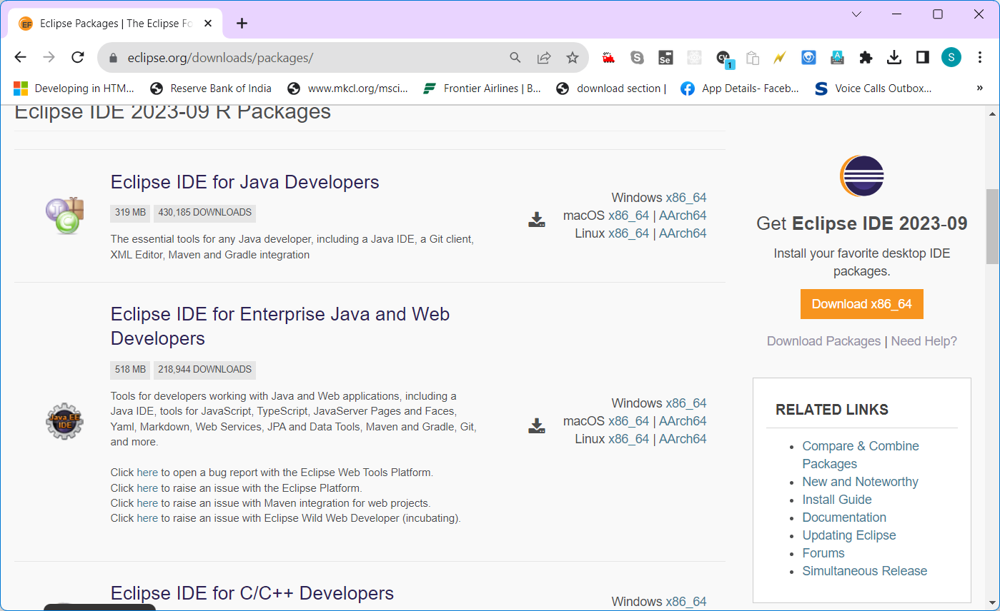 EF Eclipse Packages | The Eclipse Fo
eclipse.org/downloads/packages/
Se
cy
1
A
S
Developing in HTM...
Reserve Bank of India
www.mkcl.org/msci...
Frontier Airlines | B...
download section |
App Details- Faceb...
S Voice Calls Outbox...
»
Eclipse IDE 2023-09 R Packages
Eclipse IDE for Java Developers
319 MB 430,185 DOWNLOADS
The essential tools for any Java developer, including a Java IDE, a Git client,
XML Editor, Maven and Gradle integration
Windows x86_64
macOS x86_64 | AArch64
Linux x86_64 | AArch64
Eclipse IDE for Enterprise Java and Web
Developers
518 MB 218,944 DOWNLOADS
Java EE
IDE
Tools for developers working with Java and Web applications, including a
Java IDE, tools for JavaScript, TypeScript, JavaServer Pages and Faces,
Yaml, Markdown, Web Services, JPA and Data Tools, Maven and Gradle, Git,
and more.
Click here to open a bug report with the Eclipse Web Tools Platform.
Click here to raise an issue with the Eclipse Platform.
Click here to raise an issue with Maven integration for web projects.
Click here to raise an issue with Eclipse Wild Web Developer (incubating).
Windows x86_64
macOS x86_64 | AArch64
Linux x86_64 | AArch64
Eclipse IDE for C/C++ Developers
Windows x86_64
Get Eclipse IDE 2023-09
Install your favorite desktop IDE
packages.
Download x86_64
Download Packages | Need Help?
RELATED LINKS
Compare & Combine
Packages
New and Noteworthy
Install Guide
Documentation
Updating Eclipse
Forums
Simultaneous Release